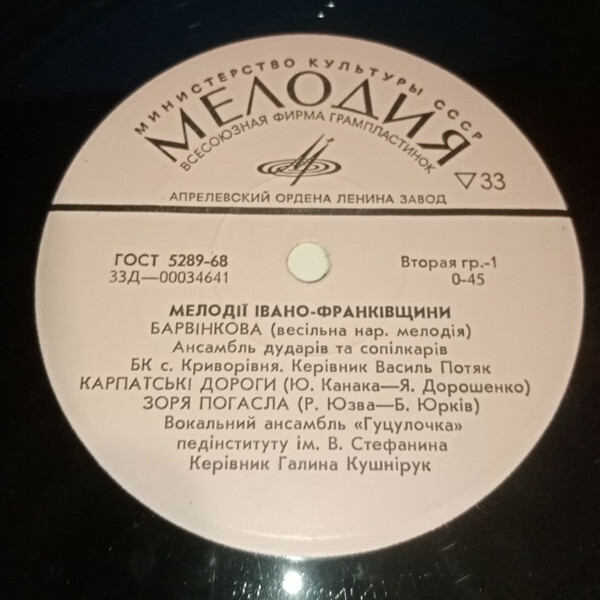 МИНИСТЕРСТВО КУЛЬТУРЫ СССР
МЕЛОДИЯ
ВСЕСОЮЗНАЯ ФИРМА ГРАМПЛАСТИНОК
▽33
АПРЕЛЕВСКИЙ ОРДЕНА ЛЕНИНА ЗАВОД
ГОСТ 5289-68
33Д—00034641
Вторая гр.-1
0-45
МЕЛОДІЇ ІВАНО-ФРАНКІВЩИНИ
БАРВІНКОВА (весільна нар. мелодія)
Ансамбль дударів та сопілкарів
БК с. Криворівня. Керівник Василь Потяк
КАРПАТСЬКІ ДОРОГИ (Ю. Канака—Я. Дорошенко)
ЗОРЯ ПОГАСЛА (Р. Юзва—Б. Юрків)
Вокальний ансамбль «Гуцулочка»
педінституту ім. В. Стефанина
Керівник Галина Кушнірук